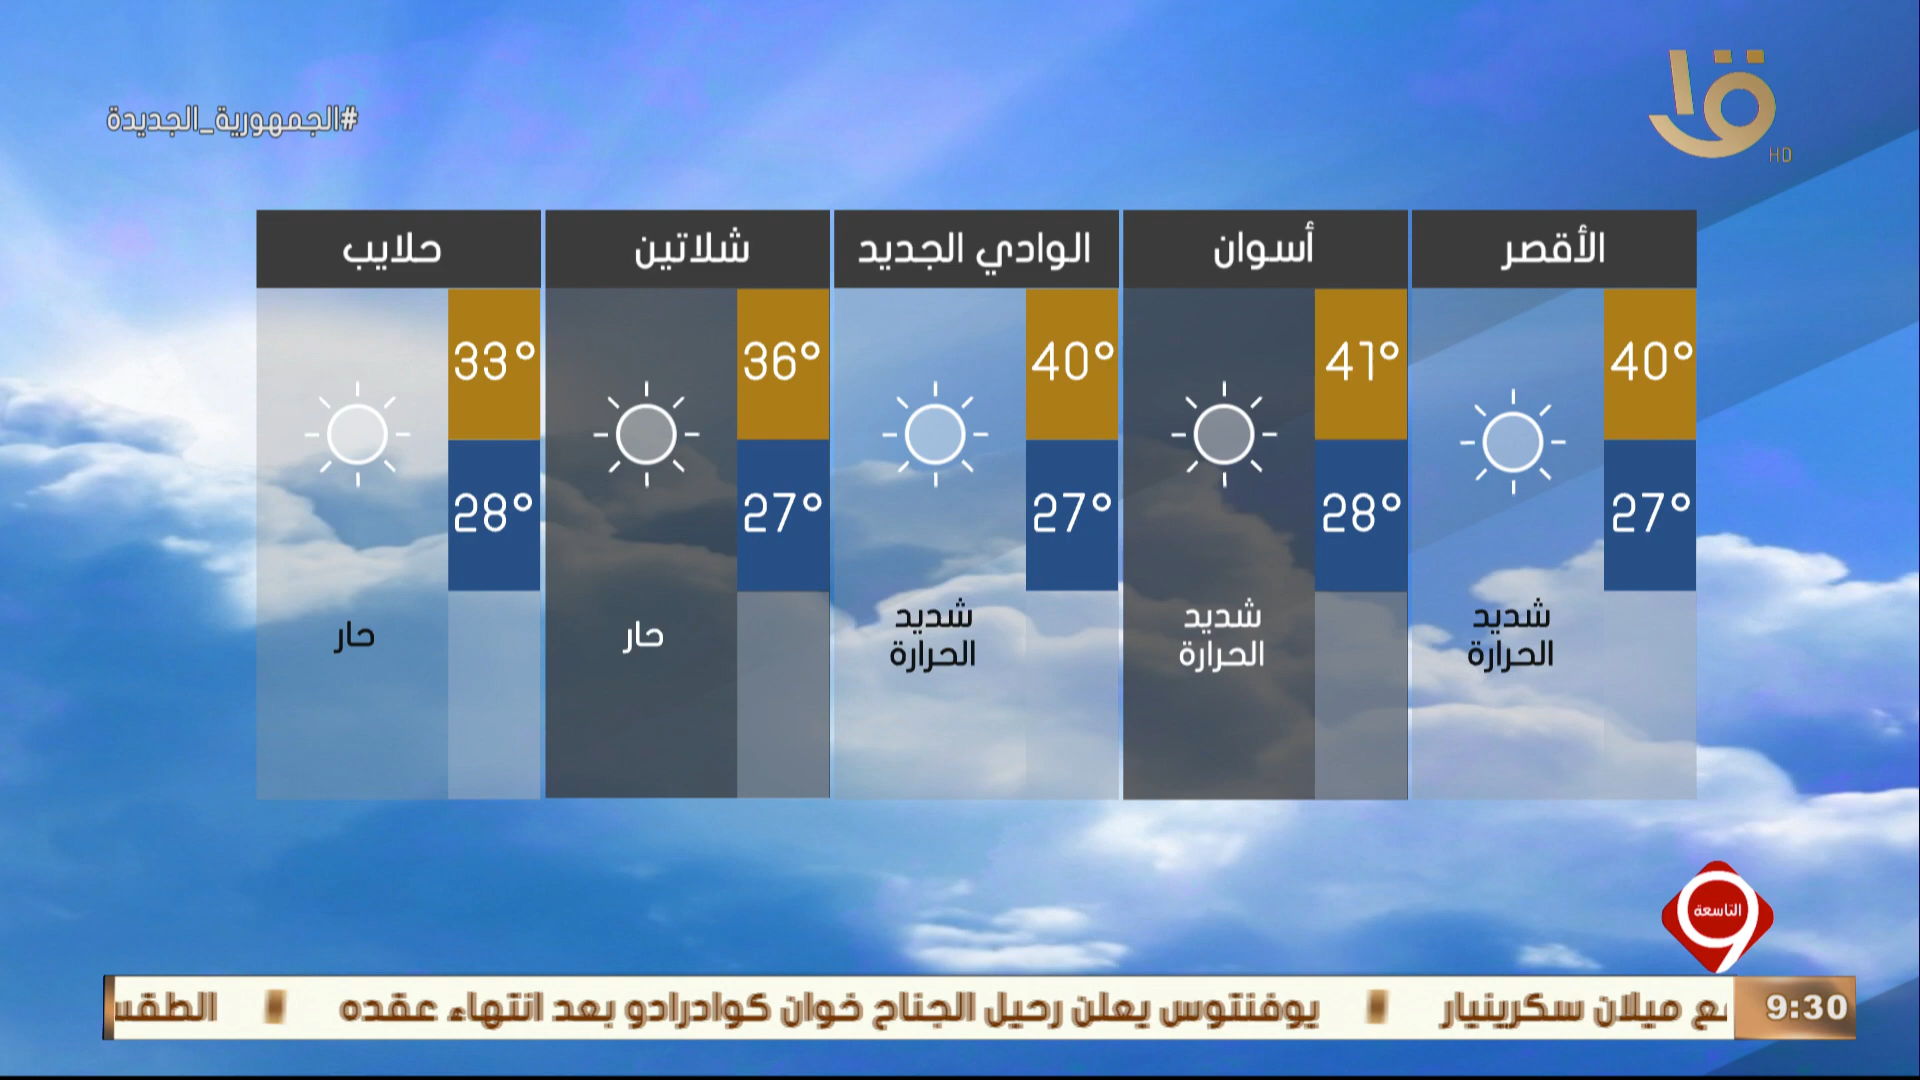 #الجمهورية_الجديدة
HD
الأقصر
40°
27°
شديد
الحرارة
أسوان
41°
28°
شديد
الحرارة
الوادي الجديد
40°
27°
شديد
الحرارة
شلاتين
36°
27°
حار
حلايب
33°
28°
حار
9
التاسعة
9:30
مع ميلان سكرينيار
يوفنتوس يعلن رحيل الجناح خوان كوادرادو بعد انتهاء عقده
الطقس